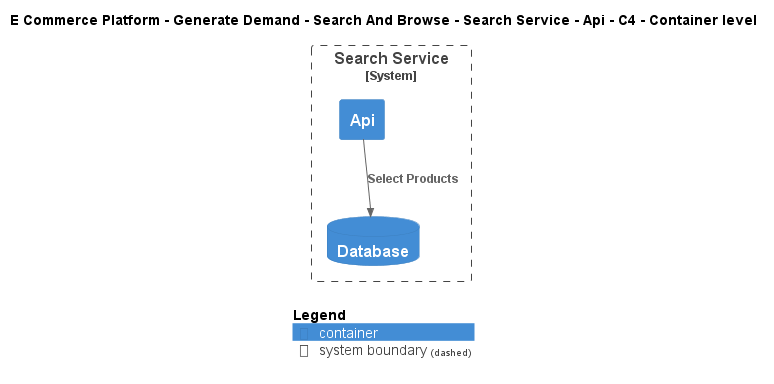 E Commerce Platform - Generate Demand - Search And Browse - Search Service - Api - C4 - Container level
Search Service
[System]
Api
Select Products
Database
Legend
container
system boundary (dashed)